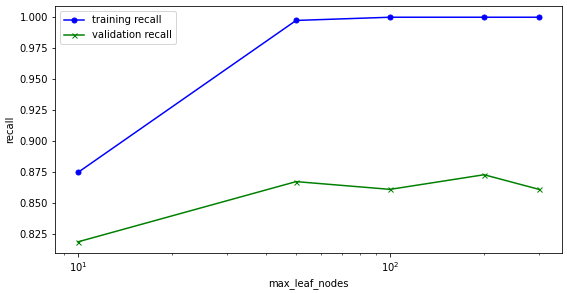 training recall
validation recall
1.000
0.975
0.950
0.925
0.900
0.875
0.850
0.825
recall
10¹
10²
max_leaf_nodes